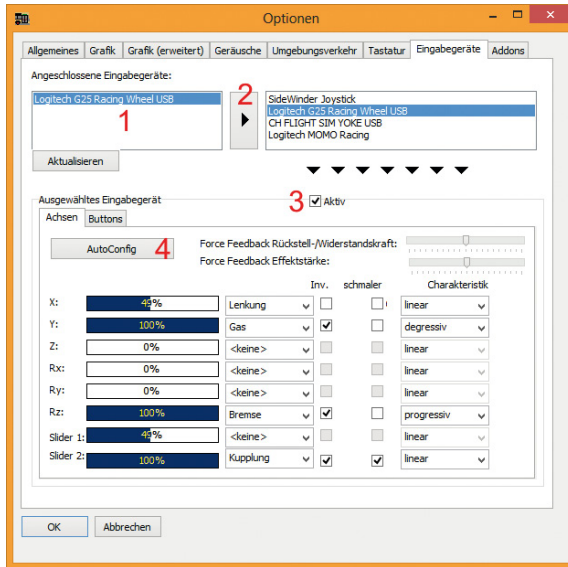 Optionen
Allgemeines Grafik Grafik (erweitert) Geräusche Umgebungsverkehr Tastatur Eingabegeräte Addons
Angeschlossene Eingabegeräte:
Logitech G25 Racing Wheel USB
1
2
SideWinder Joystick
Logitech G25 Racing Wheel USB
CH FLIGHT SIM YOKE USB
Logitech MOMO Racing
Aktualisieren
Ausgewähltes Eingabegerät
3 Aktiv
Achsen Buttons
AutoConfig 4
Force Feedback Rückstell-/Widerstandskraft:
Force Feedback Effektstärke:
Inv. schmaler Charakteristik
X: 49% Lenkung linear
Y: 100% Gas degressiv
Z: 0% <keine> linear
Rx: 0% <keine> linear
Ry: 0% <keine> linear
Rz: 100% Bremse progressiv
Slider 1: 49% <keine> linear
Slider 2: 100% Kupplung linear
OK Abbrechen